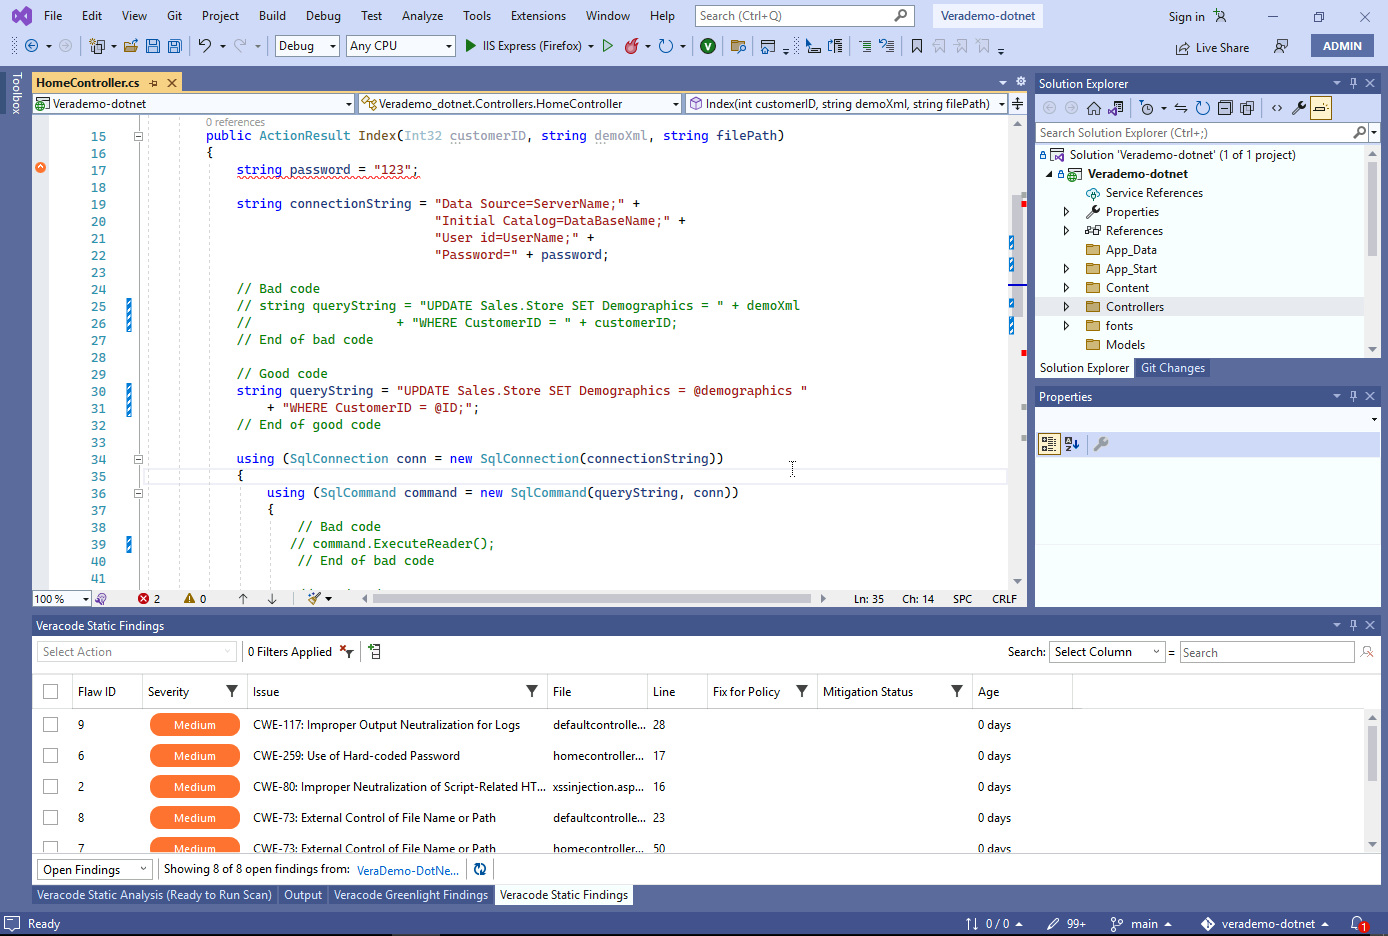 File Edit View Git Project Build Debug Test Analyze Tools Extensions Window Help Search (Ctrl+Q) Verademo-dotnet Sign in
Debug Any CPU IIS Express (Firefox) Live Share ADMIN
Toolbox
HomeController.cs
Verademo-dotnet Verademo_dotnet.Controllers.HomeController Index(int customerID, string demoXml, string filePath)
0 references
15 public ActionResult Index(Int32 customerID, string demoXml, string filePath)
16 {
17 string password = "123";
18
19 string connectionString = "Data Source=ServerName;" +
20 "Initial Catalog=DataBaseName;" +
21 "User id=UserName;" +
22 "Password=" + password;
23
24 // Bad code
25 // string queryString = "UPDATE Sales.Store SET Demographics = " + demoXml
26 // + "WHERE CustomerID = " + customerID;
27 // End of bad code
28
29 // Good code
30 string queryString = "UPDATE Sales.Store SET Demographics = @demographics "
31 + "WHERE CustomerID = @ID;";
32 // End of good code
33
34 using (SqlConnection conn = new SqlConnection(connectionString))
35 {
36 using (SqlCommand command = new SqlCommand(queryString, conn))
37 {
38 // Bad code
39 // command.ExecuteReader();
40 // End of bad code
41
100 % 2 0 Ln: 35 Ch: 14 SPC CRLF
Solution Explorer
Search Solution Explorer (Ctrl+;)
Solution 'Verademo-dotnet' (1 of 1 project)
Verademo-dotnet
Service References
Properties
References
App_Data
App_Start
Content
Controllers
fonts
Models
Solution Explorer Git Changes
Properties
Veracode Static Findings
Select Action 0 Filters Applied Search: Select Column = Search
Flaw ID Severity Issue File Line Fix for Policy Mitigation Status Age
9 Medium CWE-117: Improper Output Neutralization for Logs defaultcontrolle... 28 0 days
6 Medium CWE-259: Use of Hard-coded Password homecontroller... 17 0 days
2 Medium CWE-80: Improper Neutralization of Script-Related HT... xssinjection.asp... 16 0 days
8 Medium CWE-73: External Control of File Name or Path defaultcontrolle... 23 0 days
7 Medium CWE-73: External Control of File Name or Path homecontroller... 50 0 days
Open Findings Showing 8 of 8 open findings from: VeraDemo-DotNe...
Veracode Static Analysis (Ready to Run Scan) Output Veracode Greenlight Findings Veracode Static Findings
Ready 0 / 0 99+ main verademo-dotnet 1